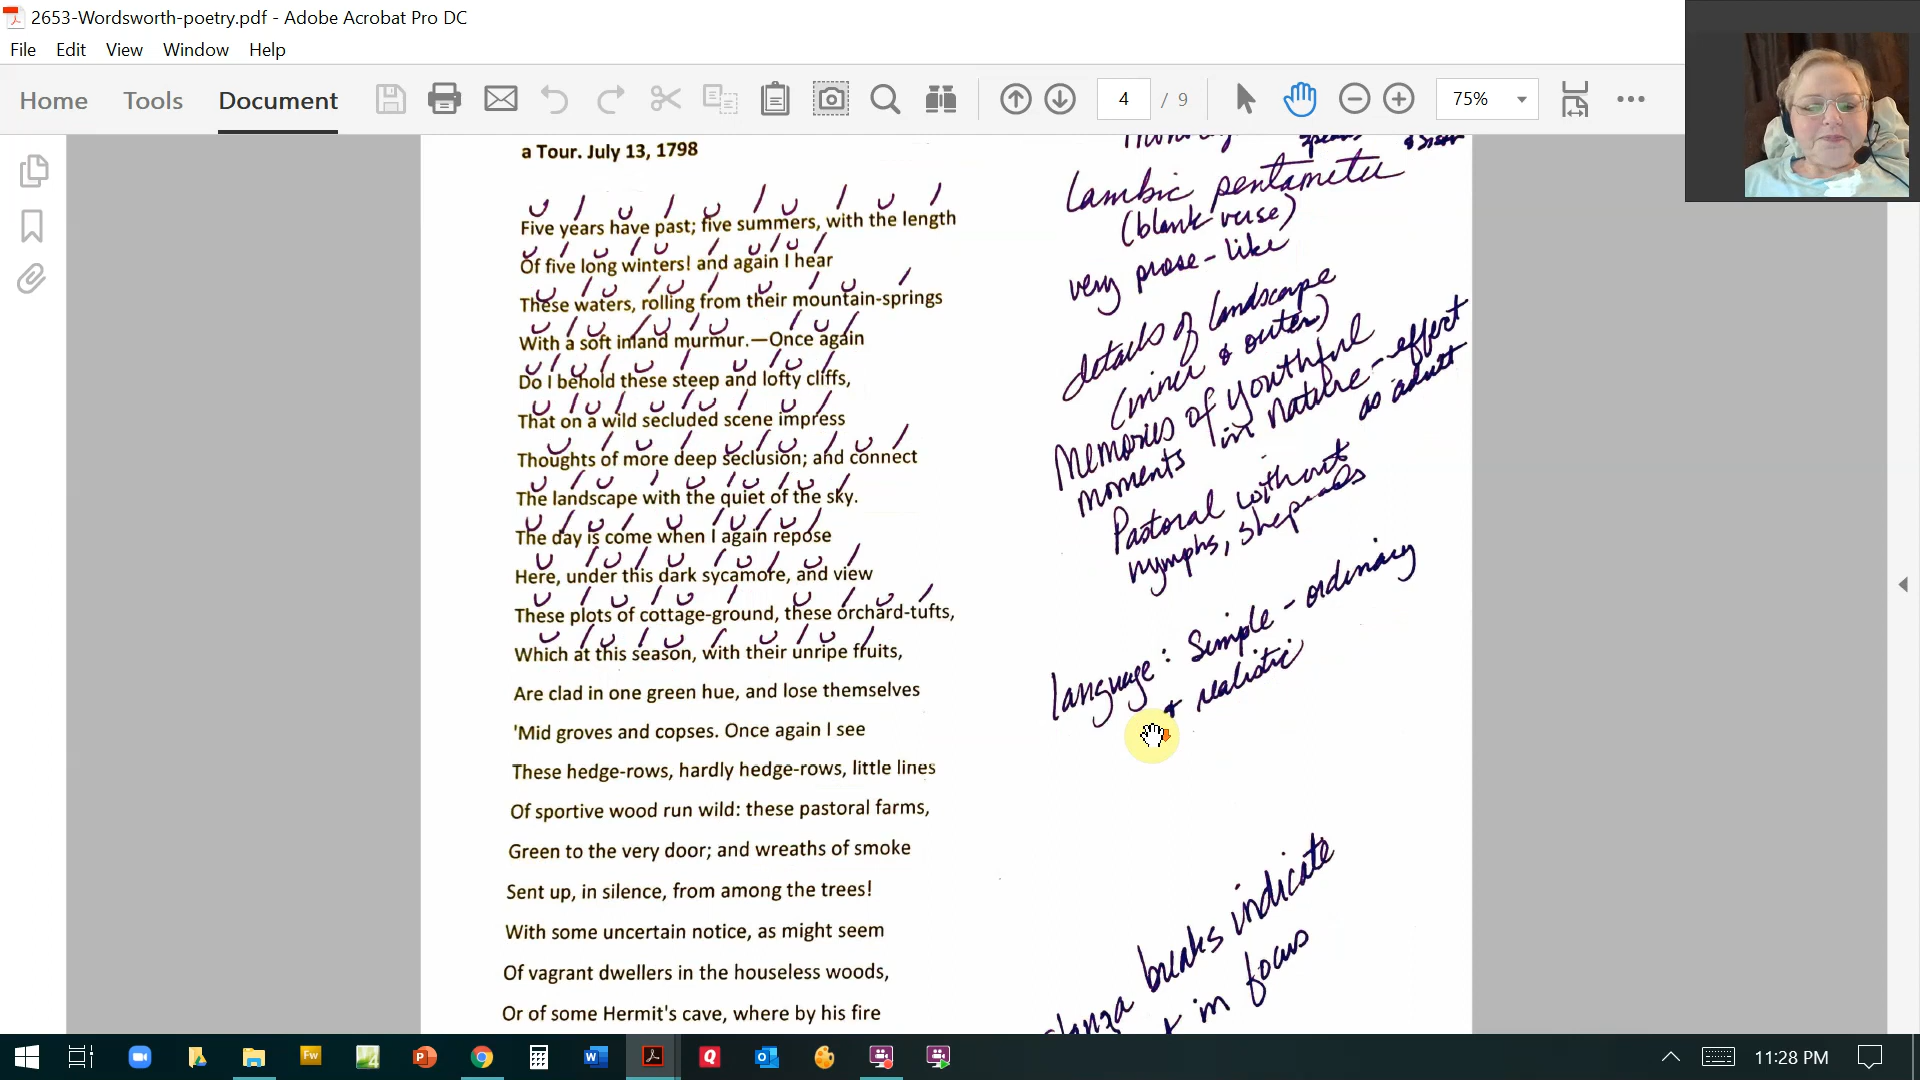 2653-Wordsworth-poetry.pdf - Adobe Acrobat Pro DC
File Edit View Window Help
Home Tools Document 4 / 9 75%
a Tour. July 13, 1798
Five years have past; five summers, with the length
Of five long winters! and again I hear
These waters, rolling from their mountain-springs
With a soft inland murmur.—Once again
Do I behold these steep and lofty cliffs,
That on a wild secluded scene impress
Thoughts of more deep seclusion; and connect
The landscape with the quiet of the sky.
The day is come when I again repose
Here, under this dark sycamore, and view
These plots of cottage-ground, these orchard-tufts,
Which at this season, with their unripe fruits,
Are clad in one green hue, and lose themselves
'Mid groves and copses. Once again I see
These hedge-rows, hardly hedge-rows, little lines
Of sportive wood run wild: these pastoral farms,
Green to the very door; and wreaths of smoke
Sent up, in silence, from among the trees!
With some uncertain notice, as might seem
Of vagrant dwellers in the houseless woods,
Or of some Hermit's cave, where by his fire
Iambic pentameter
(blank verse)
very prose-like
details of landscape
(inner & outer)
Memories of youthful
moments in nature - effect
as adult
Pastoral without
nymphs, shepherds
language: Simple - ordinary
& realistic
stanza breaks indicate
in focus
Fw
11:28 PM